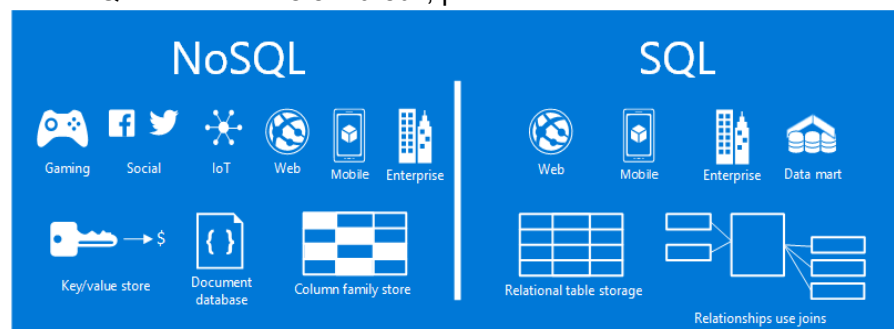 NoSQL
SQL
Gaming
Social
IoT
Web
Mobile
Enterprise
Web
Mobile
Enterprise
Data mart
$
{ }
Key/value store
Document
database
Column family store
Relational table storage
Relationships use joins